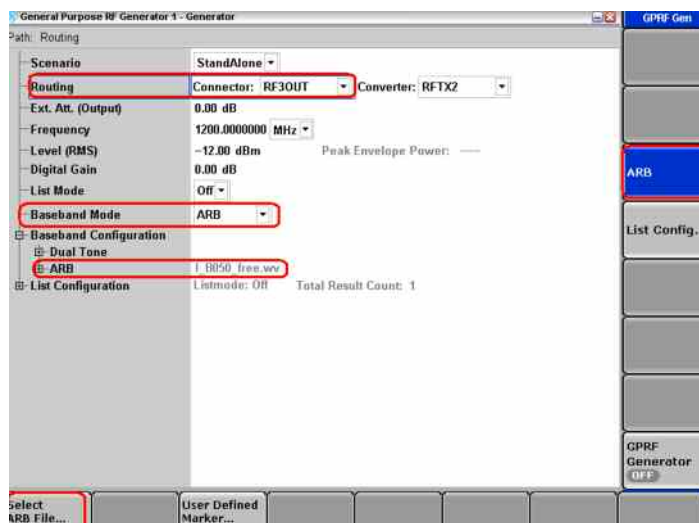 General Purpose RF Generator 1 - Generator
GPRF Gen
Path: Routing
Scenario StandAlone
Routing Connector: RF3OUT Converter: RFTX2
Ext. Att. (Output) 0.00 dB
Frequency 1200.0000000 MHz
Level (RMS) -12.00 dBm Peak Envelope Power: ---
Digital Gain 0.00 dB
List Mode Off
Baseband Mode ARB
Baseband Configuration
Dual Tone
ARB I_B050_free.wv
List Configuration Listmode: Off Total Result Count: 1
ARB
List Config.
GPRF
Generator
OFF
Select
ARB File...
User Defined
Marker...